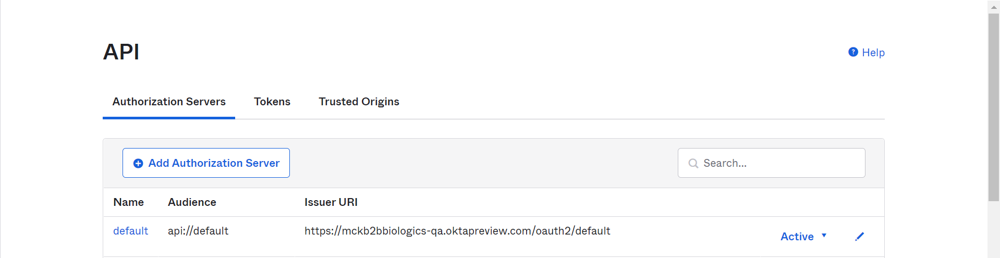 API
Help
Authorization Servers Tokens Trusted Origins
Add Authorization Server Search...
Name Audience Issuer URI
default api://default https://mckb2bbiologics-qa.oktapreview.com/oauth2/default Active